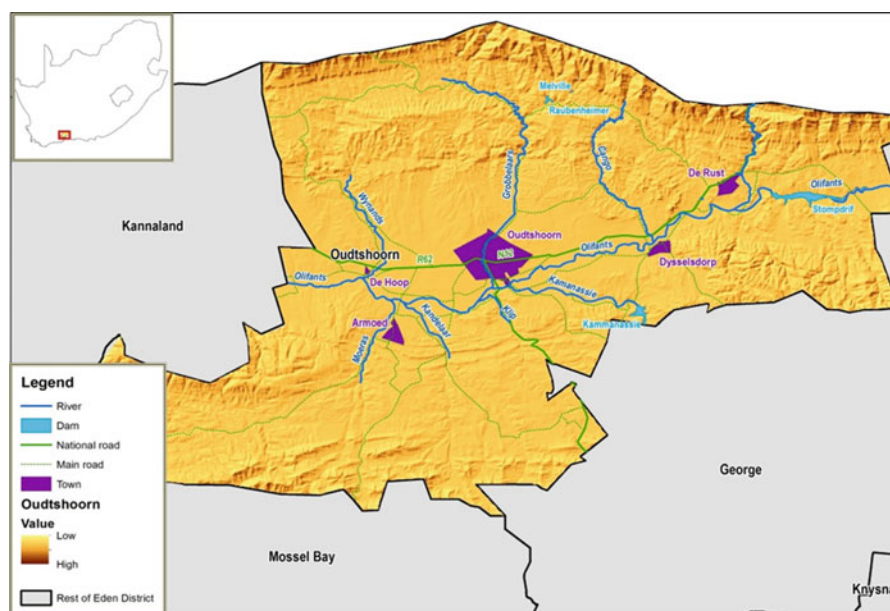 Melville
Raubenheimer
Grobbelaars
Cango
De Rust
Olifants
Stompdrif
Kannaland
Wynands
Oudtshoorn
Oudtshoorn
R62
N12
Olifants
Dysselsdorp
Olifants
De Hoop
Kamanassie
Kammanassie
Kandelaar
Klip
Armoed
Moeras
George
Mossel Bay
Knysna
Legend
River
Dam
National road
Main road
Town
Oudtshoorn
Value
Low
High
Rest of Eden District